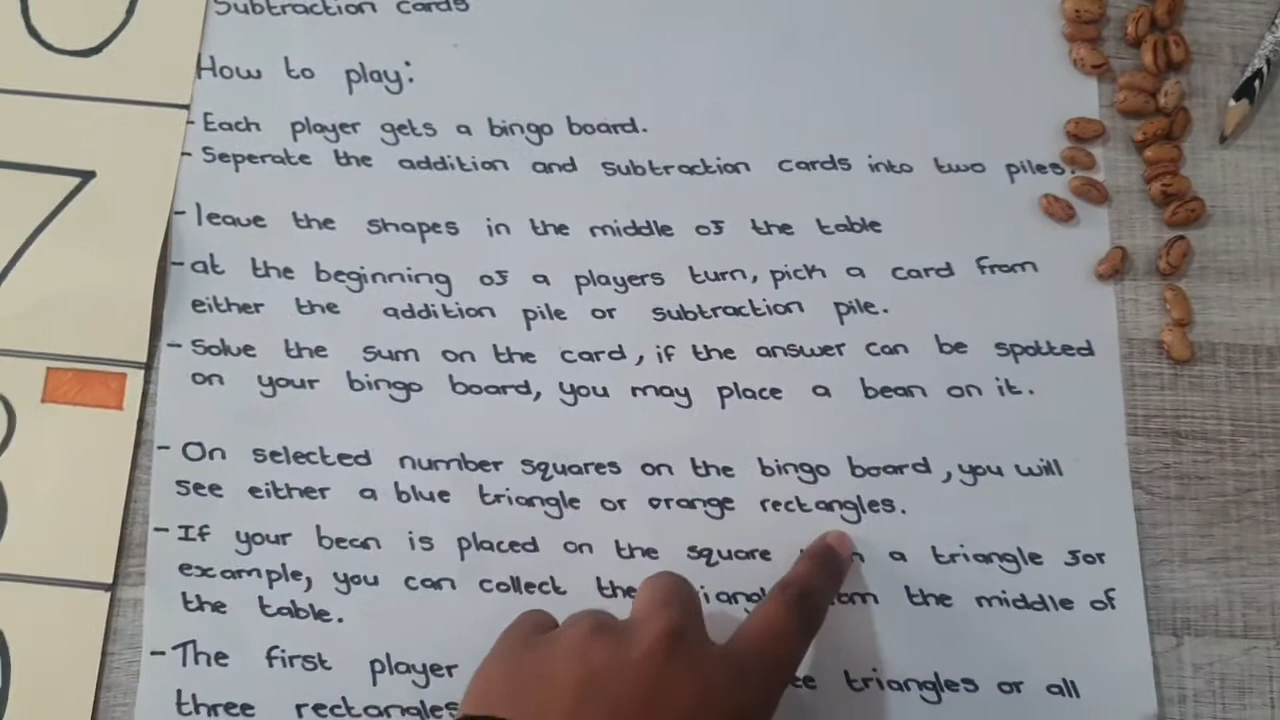 Subtraction cards
How to play:
- Each player gets a bingo board.
- Seperate the addition and subtraction cards into two piles.
- leave the shapes in the middle of the table
- at the beginning of a players turn, pick a card from
either the addition pile or subtraction pile.
- Solve the sum on the card, if the answer can be spotted
on your bingo board, you may place a bean on it.
- On selected number squares on the bingo board, you will
see either a blue triangle or orange rectangles.
- If your bean is placed on the square a triangle for
example, you can collect the from the middle of
the table.
- The first player triangles or all
three rectangles
7